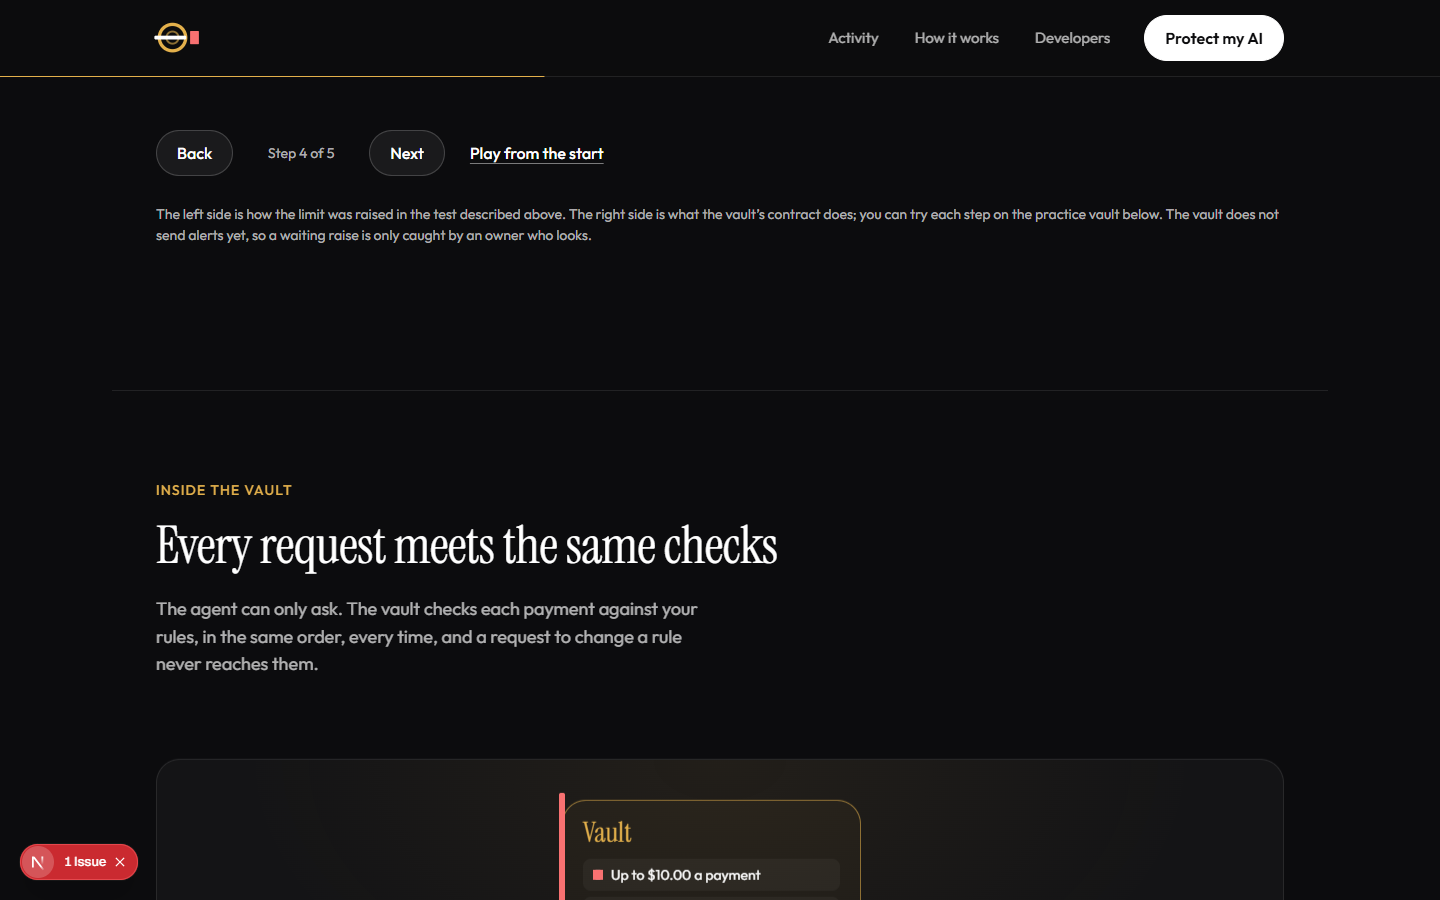 Activity
How it works
Developers
Protect my AI
Back
Step 4 of 5
Next
Play from the start
The left side is how the limit was raised in the test described above. The right side is what the vault's contract does; you can try each step on the practice vault below. The vault does not
send alerts yet, so a waiting raise is only caught by an owner who looks.
INSIDE THE VAULT
Every request meets the same checks
The agent can only ask. The vault checks each payment against your
rules, in the same order, every time, and a request to change a rule
never reaches them.
Vault
Up to $10.00 a payment
N
1 Issue